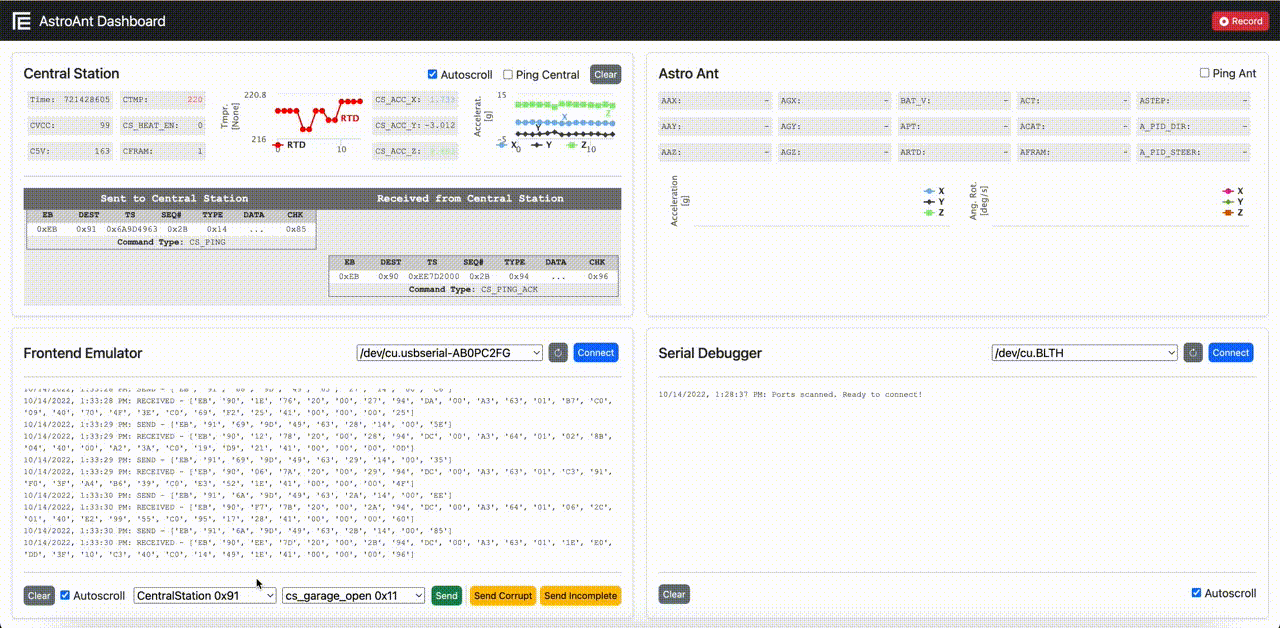 AstroAnt Dashboard
Record
Central Station
Autoscroll
Ping Central
Clear
Time: 721428605
CTMP: 220
CVCC: 99
CS_HEAT_EN: 0
C5V: 163
CFRAM: 1
Tmpr. [None]
220.8
216
RTD
0
10
RTD
CS_ACC_X:
CS_ACC_Y: -3.012
CS_ACC_Z:
Accelerat. [g]
15
-5
X
Y
Z
0
10
X
Y
Z
Sent to Central Station
Received from Central Station
EB DEST TS SEQ# TYPE DATA CHK
0xEB 0x91 0x6A9D4963 0x2B 0x14 ... 0x85
Command Type: CS_PING
EB DEST TS SEQ# TYPE DATA CHK
0xEB 0x90 0xEE7D2000 0x2B 0x94 ... 0x96
Command Type: CS_PING_ACK
Astro Ant
Ping Ant
AAX: - AGX: - BAT_V: - ACT: - ASTEP: -
AAY: - AGY: - APT: - ACAT: - A_PID_DIR: -
AAZ: - AGZ: - ARTD: - AFRAM: - A_PID_STEER: -
Acceleration [g]
X
Y
Z
Ang. Rot. [deg/s]
X
Y
Z
Frontend Emulator
/dev/cu.usbserial-AB0PC2FG
Connect
10/14/2022, 1:33:28 PM: RECEIVED - ['EB', '90', '1E', '76', '20', '00', '27', '94', 'DA', '00', 'A3', '63', '01', 'B7', 'C0',
'09', '40', '70', '4F', '3E', 'C0', '69', 'F2', '25', '41', '00', '00', '00', '25']
10/14/2022, 1:33:29 PM: SEND - ['EB', '91', '69', '9D', '49', '63', '28', '14', '00', '5E']
10/14/2022, 1:33:29 PM: RECEIVED - ['EB', '90', '12', '78', '20', '00', '28', '94', 'DC', '00', 'A3', '64', '01', '02', '8B',
'04', '40', '00', 'A2', '3A', 'C0', '19', 'D9', '21', '41', '00', '00', '00', '0D']
10/14/2022, 1:33:29 PM: SEND - ['EB', '91', '69', '9D', '49', '63', '29', '14', '00', '35']
10/14/2022, 1:33:29 PM: RECEIVED - ['EB', '90', '06', '7A', '20', '00', '29', '94', 'DC', '00', 'A3', '63', '01', 'C3', '91',
'F0', '3F', 'A4', 'B6', '39', 'C0', 'E3', '52', '1E', '41', '00', '00', '00', '4F']
10/14/2022, 1:33:30 PM: SEND - ['EB', '91', '6A', '9D', '49', '63', '2A', '14', '00', 'EE']
10/14/2022, 1:33:30 PM: RECEIVED - ['EB', '90', 'F7', '7B', '20', '00', '2A', '94', 'DC', '00', 'A3', '64', '01', '06', '2C',
'01', '40', 'E2', '99', '55', 'C0', '95', '17', '28', '41', '00', '00', '00', '60']
10/14/2022, 1:33:30 PM: SEND - ['EB', '91', '6A', '9D', '49', '63', '2B', '14', '00', '85']
10/14/2022, 1:33:30 PM: RECEIVED - ['EB', '90', 'EE', '7D', '20', '00', '2B', '94', 'DC', '00', 'A3', '63', '01', '1E', 'E0',
'DD', '3F', '10', 'C3', '40', 'C0', '14', '49', '1E', '41', '00', '00', '00', '96']
Clear
Autoscroll
CentralStation 0x91
cs_garage_open 0x11
Send
Send Corrupt
Send Incomplete
Serial Debugger
/dev/cu.BLTH
Connect
10/14/2022, 1:28:37 PM: Ports scanned. Ready to connect!
Clear
Autoscroll